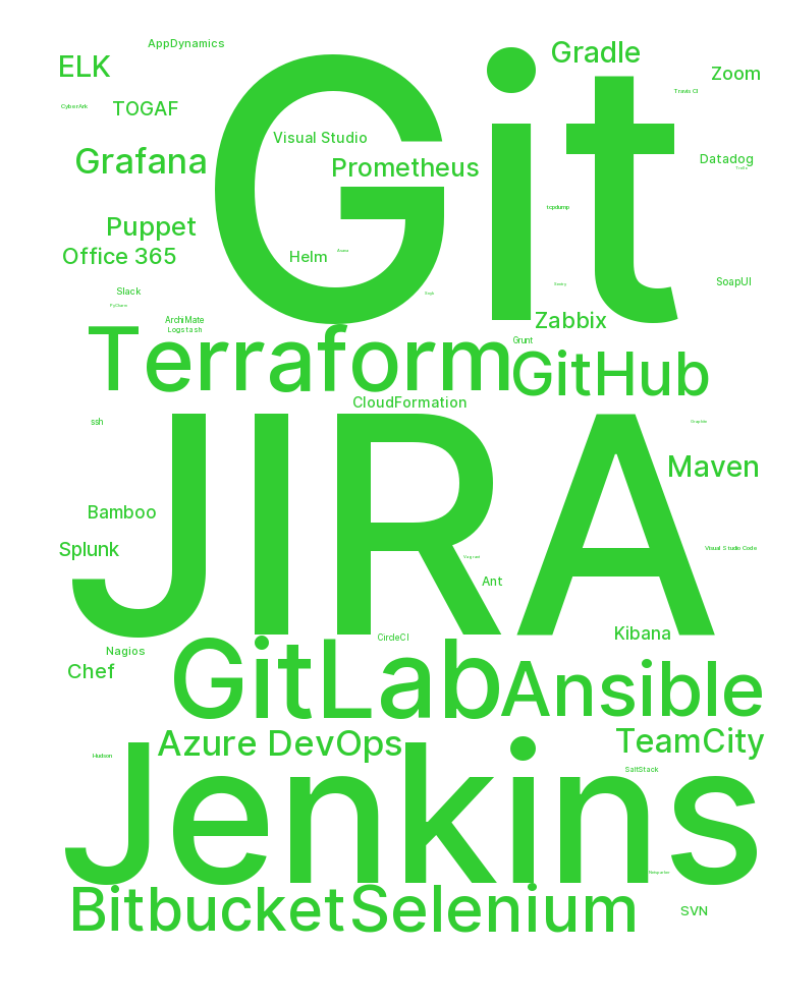 AppDynamics
Gradle
ELK
Zoom
Travis CI
TOGAF
Git
Visual Studio
Grafana
Prometheus
Datadog
tcpdump
Puppet
Office 365
Helm
SoapUI
Slack
PyCharm
ArchiMate
Logstash
Zabbix
Terraform
Grunt
GitHub
CloudFormation
ssh
JIRA
Maven
Bamboo
Splunk
Visual Studio Code
Ant
Kibana
CircleCI
Nagios
Chef
GitLab
Ansible
Azure DevOps
TeamCity
Hudson
SaltStack
Jenkins
Bitbucket
Selenium
SVN